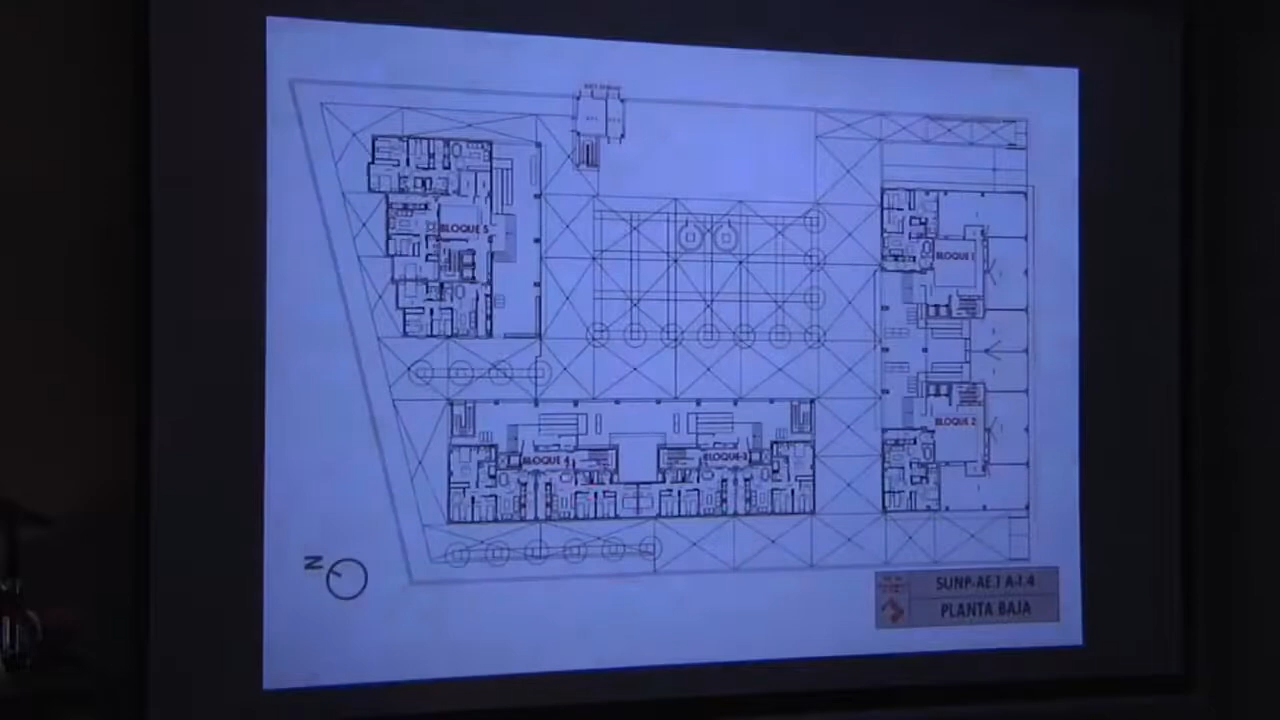 BLOQUE 5
BLOQUE 1
BLOQUE 2
BLOQUE 4
BLOQUE 3
N
SUNP-AE.1 A-1.4
PLANTA BAJA